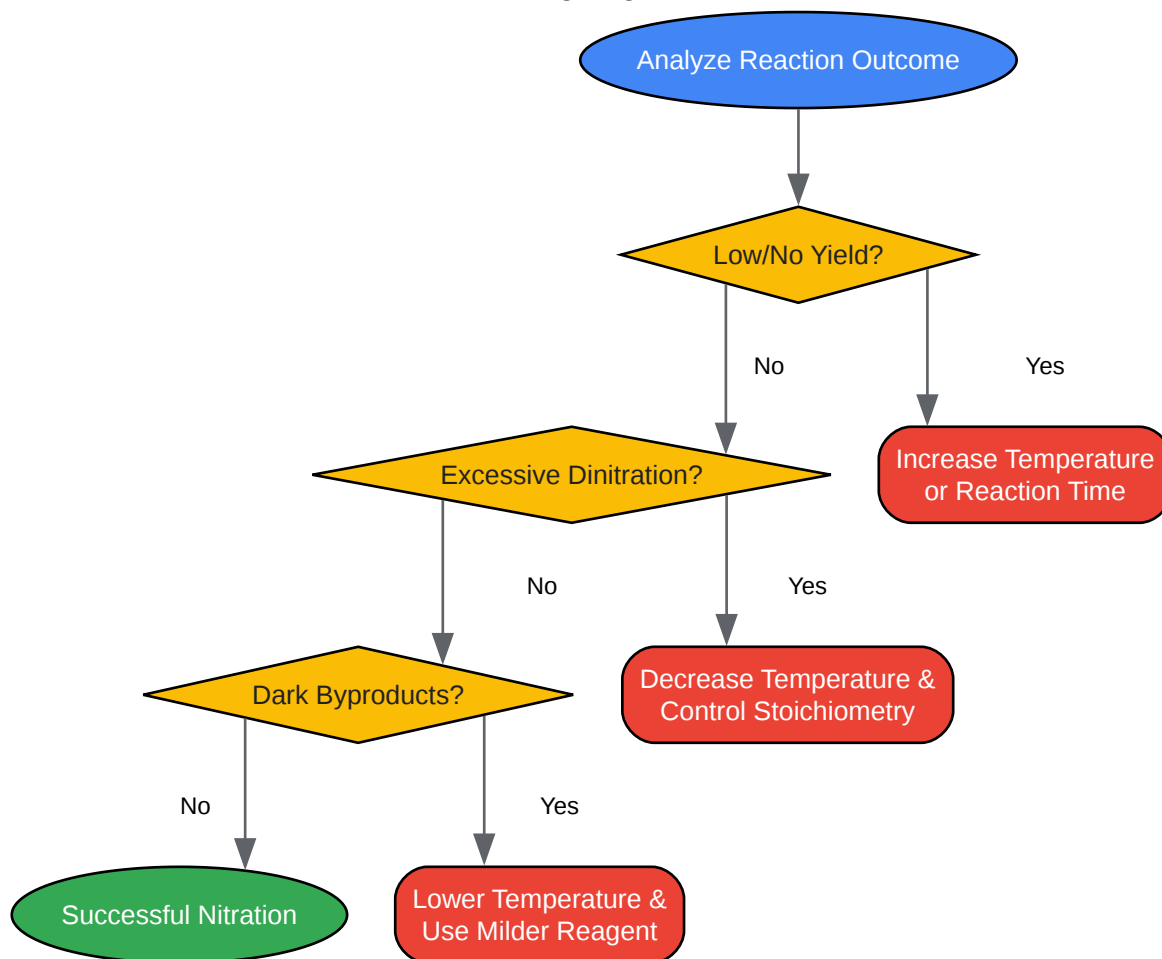 Analyze Reaction Outcome
Low/No Yield?
No
Yes
Increase Temperature
or Reaction Time
Excessive Dinitration?
No
Yes
Decrease Temperature &
Control Stoichiometry
Dark Byproducts?
No
Yes
Successful Nitration
Lower Temperature &
Use Milder Reagent